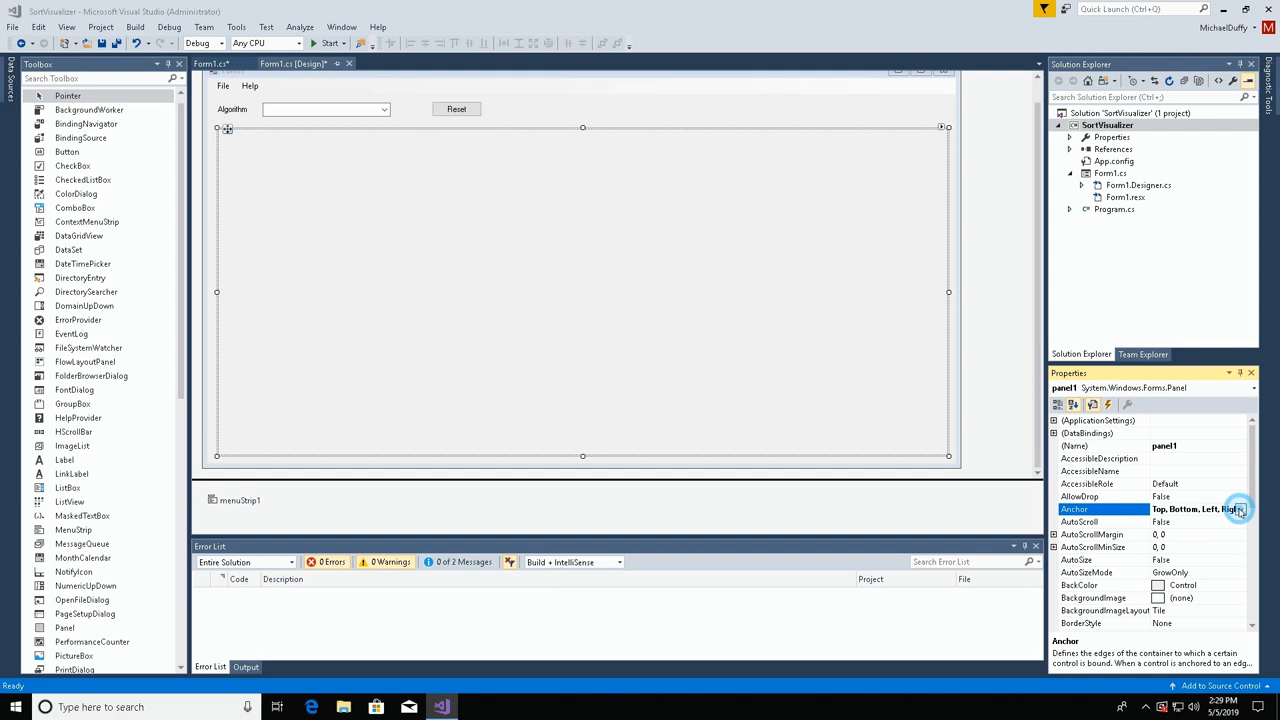 SortVisualizer - Microsoft Visual Studio (Administrator)
Quick Launch (Ctrl+Q)
File Edit View Project Build Debug Team Tools Test Analyze Window Help
MichaelDuffy
M
Debug Any CPU Start
Data Sources
Toolbox
Search Toolbox
Pointer
BackgroundWorker
BindingNavigator
BindingSource
Button
CheckBox
CheckedListBox
ColorDialog
ComboBox
ContextMenuStrip
DataGridView
DataSet
DateTimePicker
DirectoryEntry
DirectorySearcher
DomainUpDown
ErrorProvider
EventLog
FileSystemWatcher
FlowLayoutPanel
FolderBrowserDialog
FontDialog
GroupBox
HelpProvider
HScrollBar
ImageList
Label
LinkLabel
ListBox
ListView
MaskedTextBox
MenuStrip
MonthCalendar
NotifyIcon
NumericUpDown
OpenFileDialog
PageSetupDialog
Panel
PerformanceCounter
PictureBox
PrintDialog
Form1.cs* Form1.cs [Design]*
File Help
Algorithm Reset
menuStrip1
Error List
Entire Solution 0 Errors 0 Warnings 0 of 2 Messages Build + IntelliSense Search Error List
Code Description Project File
Error List Output
Solution Explorer
Search Solution Explorer (Ctrl+;)
Solution 'SortVisualizer' (1 project)
SortVisualizer
Properties
References
App.config
Form1.cs
Form1.Designer.cs
Form1.resx
Program.cs
Solution Explorer Team Explorer
Diagnostic Tools
Properties
panel1 System.Windows.Forms.Panel
(ApplicationSettings)
(DataBindings)
(Name) panel1
AccessibleDescription
AccessibleName
AccessibleRole Default
AllowDrop False
Anchor Top, Bottom, Left, Righ
AutoScroll False
AutoScrollMargin 0, 0
AutoScrollMinSize 0, 0
AutoSize False
AutoSizeMode GrowOnly
BackColor Control
BackgroundImage (none)
BackgroundImageLayout Tile
BorderStyle None
Anchor
Defines the edges of the container to which a certain
control is bound. When a control is anchored to an edg...
Ready
Add to Source Control
Type here to search
2:29 PM
5/5/2019